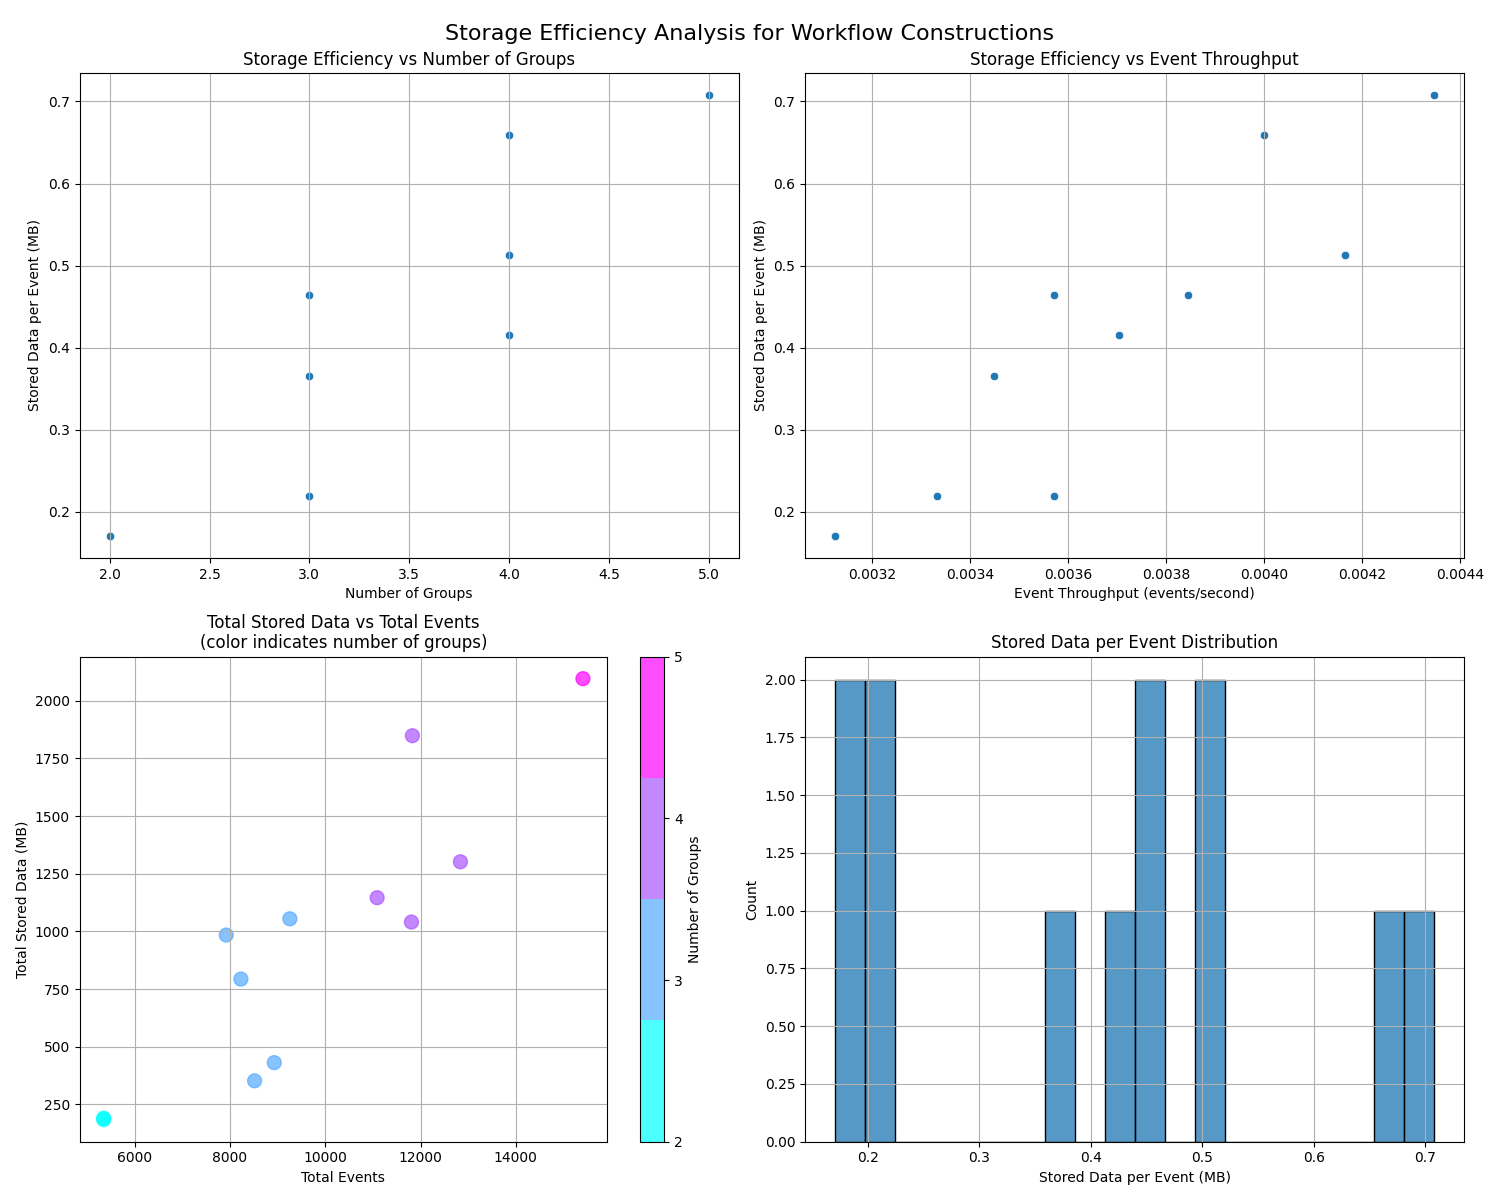 Storage Efficiency Analysis for Workflow Constructions
Storage Efficiency vs Number of Groups
0.7
0.6
0.5
0.4
0.3
0.2
Stored Data per Event (MB)
2.0 2.5 3.0 3.5 4.0 4.5 5.0
Number of Groups
Storage Efficiency vs Event Throughput
0.7
0.6
0.5
0.4
0.3
0.2
Stored Data per Event (MB)
0.0032 0.0034 0.0036 0.0038 0.0040 0.0042 0.0044
Event Throughput (events/second)
Total Stored Data vs Total Events
(color indicates number of groups)
2000
1750
1500
1250
1000
750
500
250
Total Stored Data (MB)
6000 8000 10000 12000 14000
Total Events
5
4
3
2
Number of Groups
Stored Data per Event Distribution
2.00
1.75
1.50
1.25
1.00
0.75
0.50
0.25
0.00
Count
0.2 0.3 0.4 0.5 0.6 0.7
Stored Data per Event (MB)